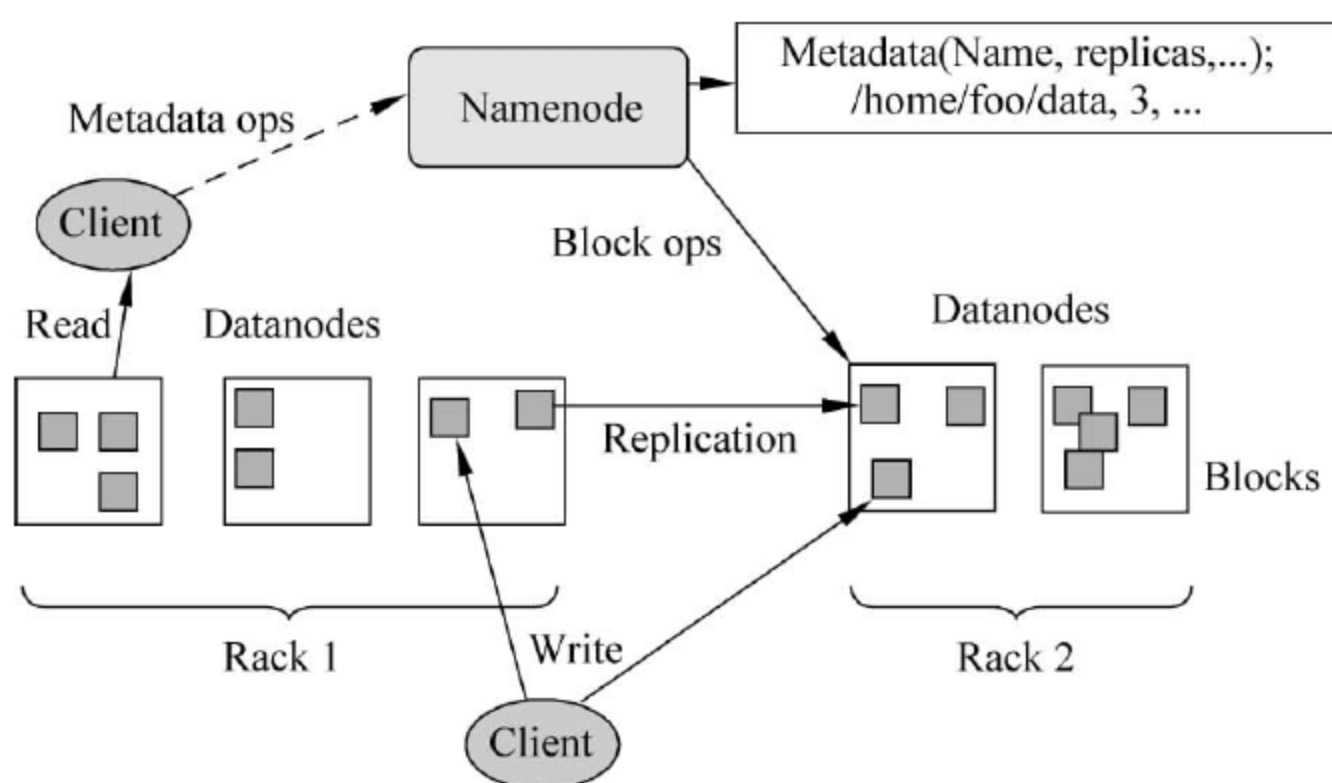 Metadata(Name, replicas,...);
/home/foo/data, 3, ...
Namenode
Metadata ops
Client
Block ops
Read
Datanodes
Datanodes
Replication
Blocks
Rack 1
Write
Rack 2
Client